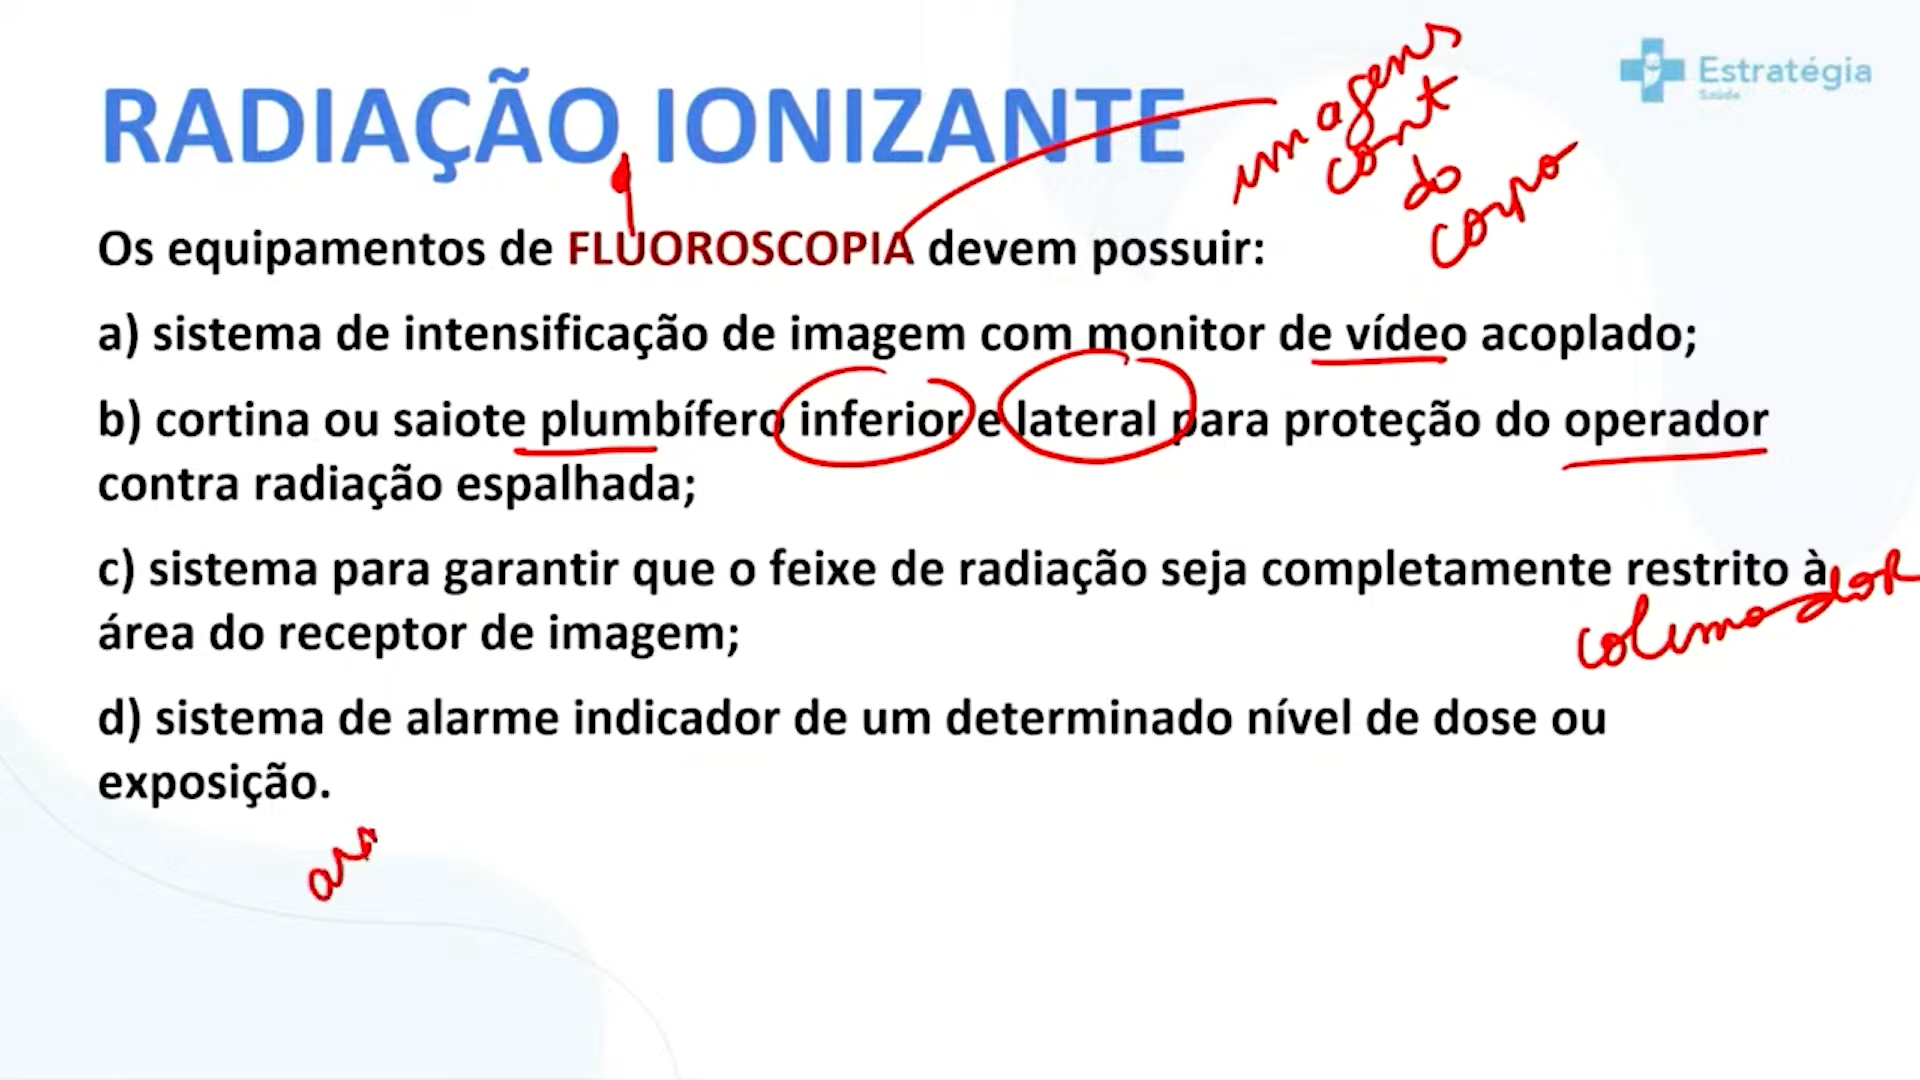 RADIAÇÃO IONIZANTE
imagens
cont
do
corpo
Estratégia
Saúde
Os equipamentos de FLUOROSCOPIA devem possuir:
a) sistema de intensificação de imagem com monitor de vídeo acoplado;
b) cortina ou saiote plumbífero inferior e lateral para proteção do operador
contra radiação espalhada;
c) sistema para garantir que o feixe de radiação seja completamente restrito à
colimador
área do receptor de imagem;
d) sistema de alarme indicador de um determinado nível de dose ou
exposição.